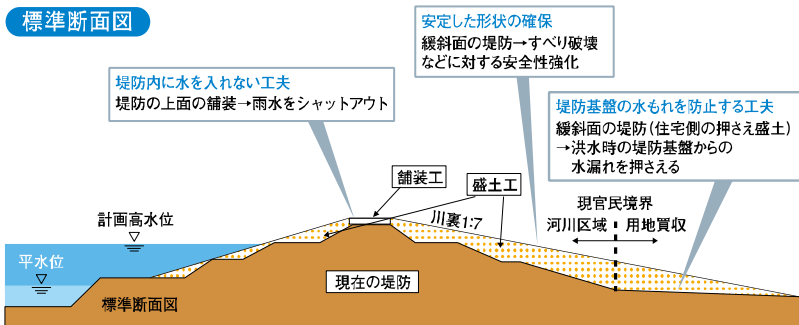 標準断面図
安定した形状の確保
緩斜面の堤防→すべり破壊
などに対する安全性強化
堤防内に水を入れない工夫
堤防の上面の舗装→雨水をシャットアウト
堤防基盤の水もれを防止する工夫
緩斜面の堤防（住宅側の押さえ盛土）
→洪水時の堤防基盤からの
水漏れを押さえる
舗装工
盛土工
川裏1:7
現官民境界
河川区域
用地買収
計画高水位
平水位
現在の堤防
標準断面図